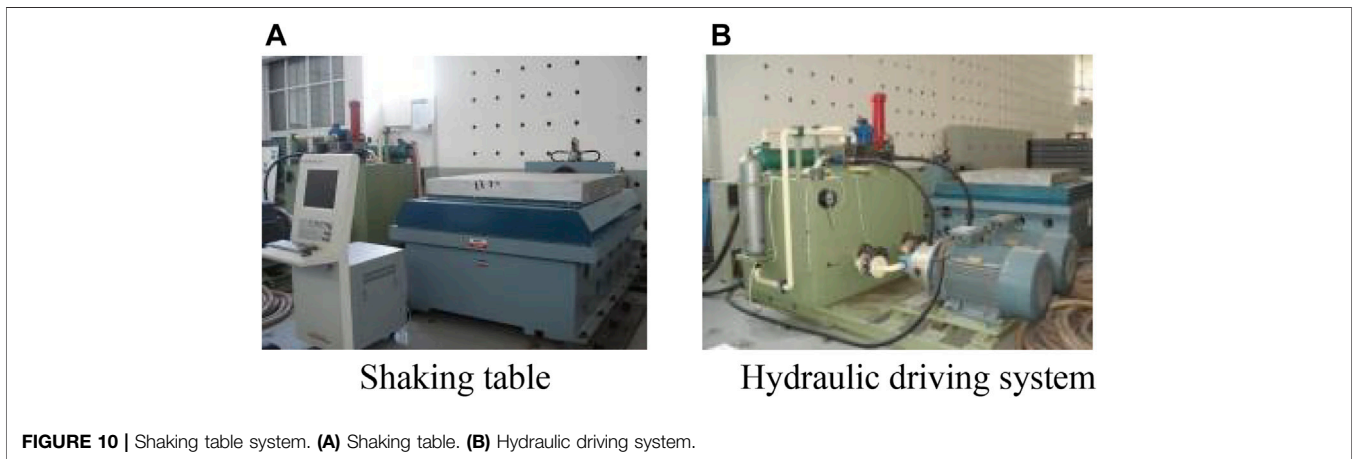 A
B
Shaking table
Hydraulic driving system
FIGURE 10 | Shaking table system. (A) Shaking table. (B) Hydraulic driving system.